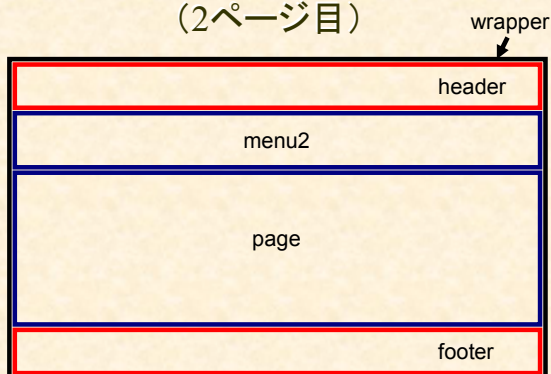 （2ページ目）
wrapper
header
menu2
page
footer